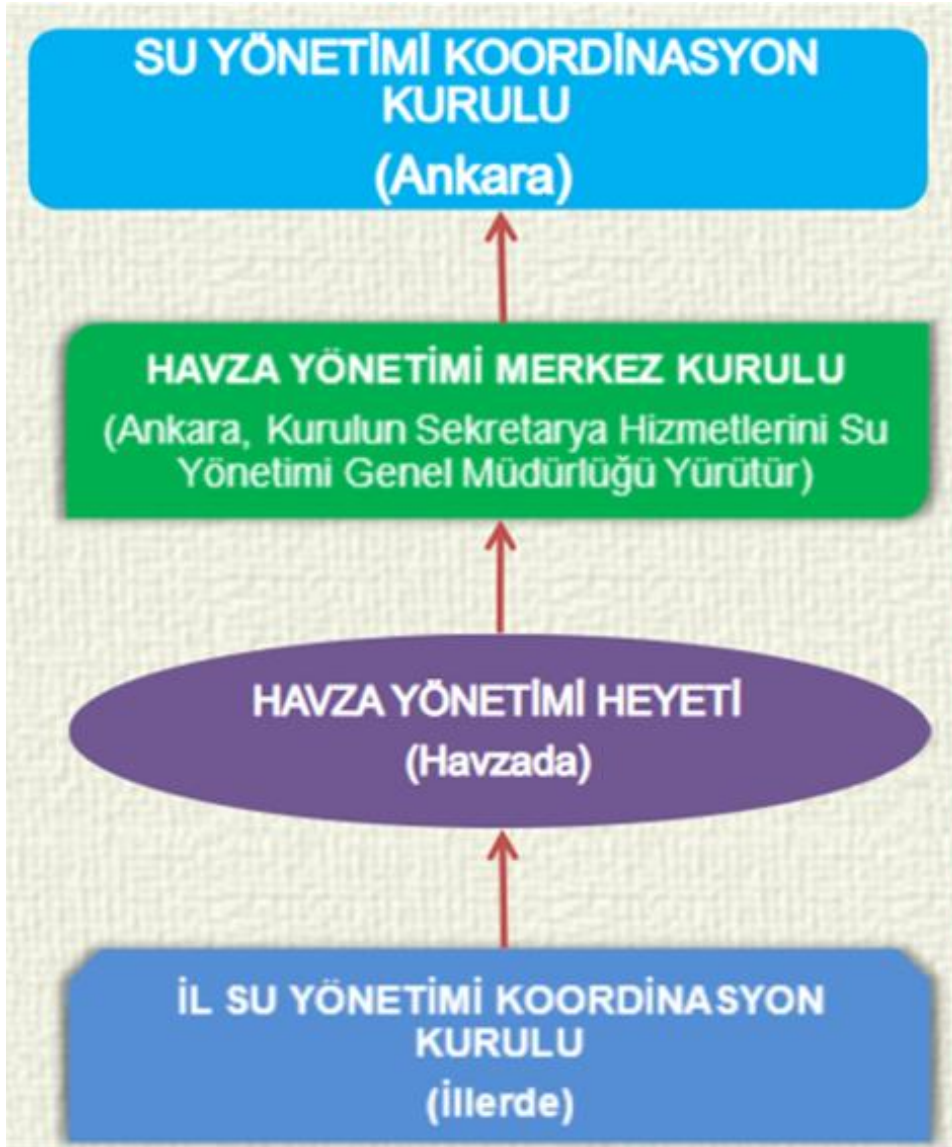 SU YÖNETİMİ KOORDİNASYON
KURULU
(Ankara)
HAVZA YÖNETİMİ MERKEZ KURULU
(Ankara, Kurulun Sekretarya Hizmetlerini Su
Yönetimi Genel Müdürlüğü Yürütür)
HAVZA YÖNETİMİ HEYETİ
(Havzada)
İL SU YÖNETİMİ KOORDİNASYON
KURULU
(İllerde)